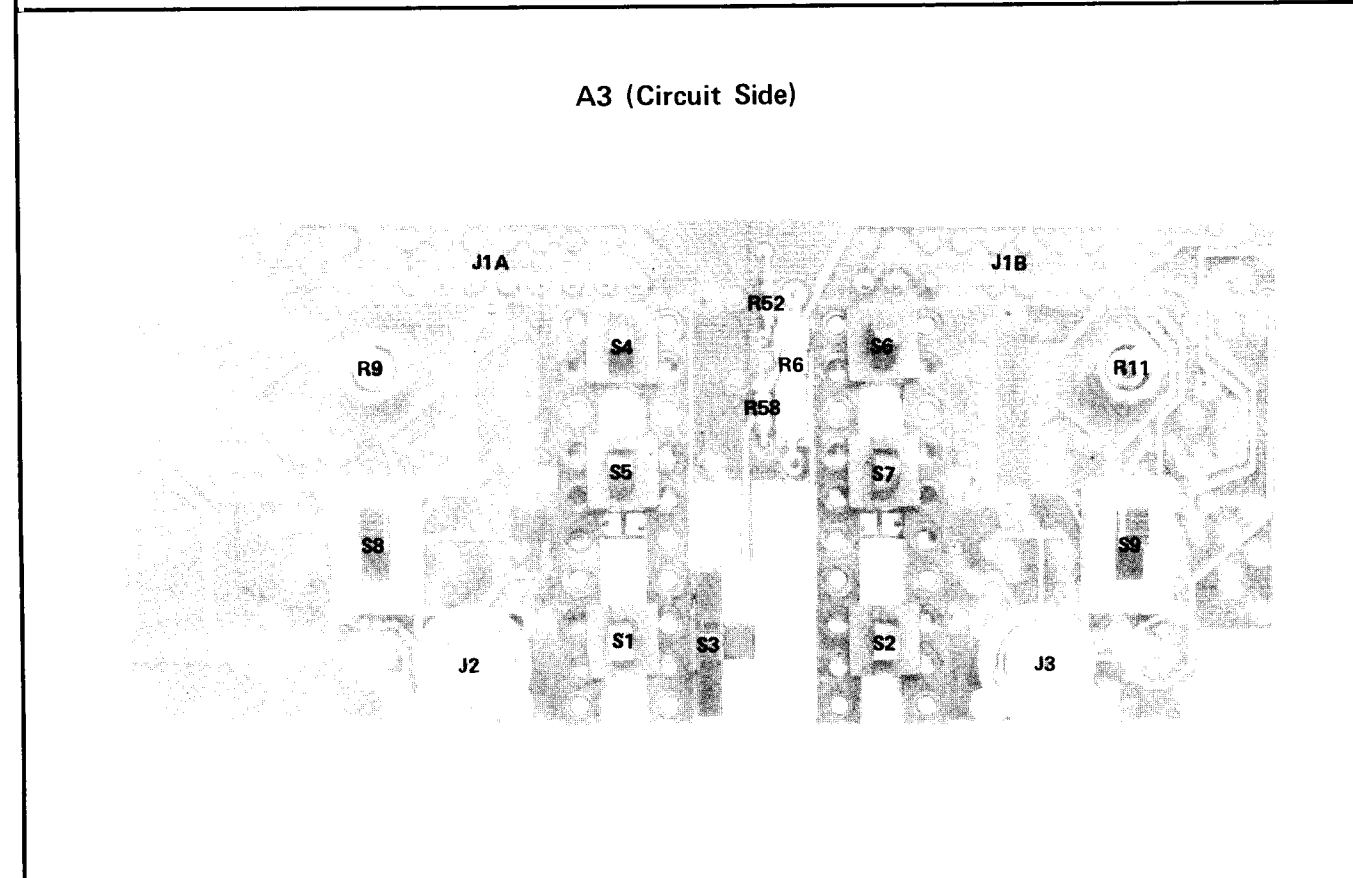 A3 (Circuit Side)
J1A
J1B
R52
S4
S6
R9
R6
R11
R58
S5
S7
S8
S9
S1
S3
S2
J2
J3